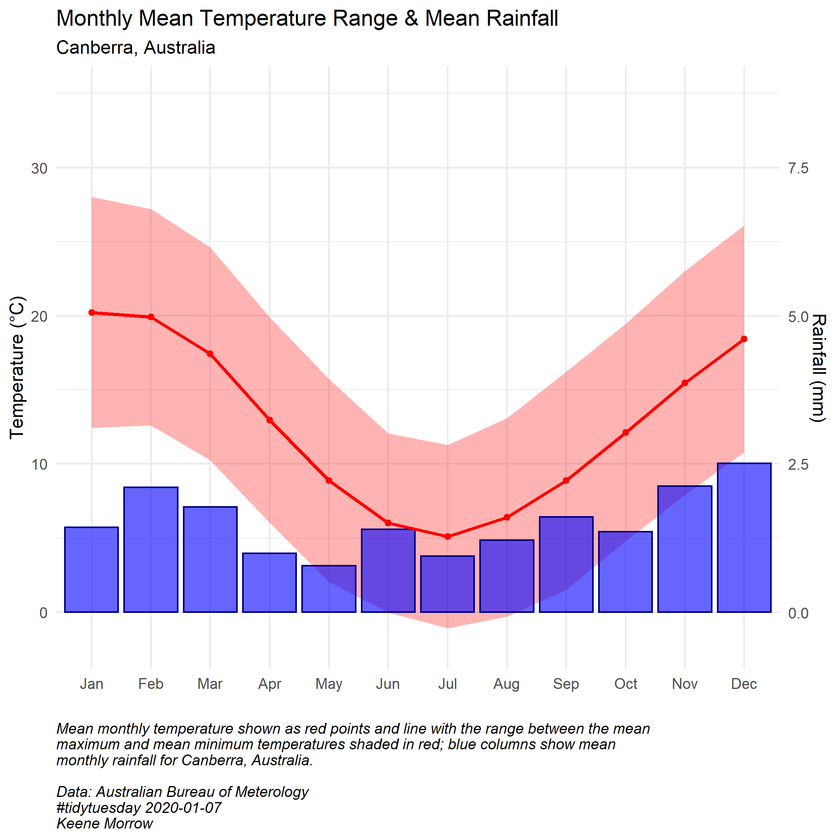 Monthly Mean Temperature Range & Mean Rainfall
Canberra, Australia
Temperature (°C)
30
20
10
0
7.5
5.0
2.5
0.0
Rainfall (mm)
Jan Feb Mar Apr May Jun Jul Aug Sep Oct Nov Dec
Mean monthly temperature shown as red points and line with the range between the mean
maximum and mean minimum temperatures shaded in red; blue columns show mean
monthly rainfall for Canberra, Australia.
Data: Australian Bureau of Meterology
#tidytuesday 2020-01-07
Keene Morrow